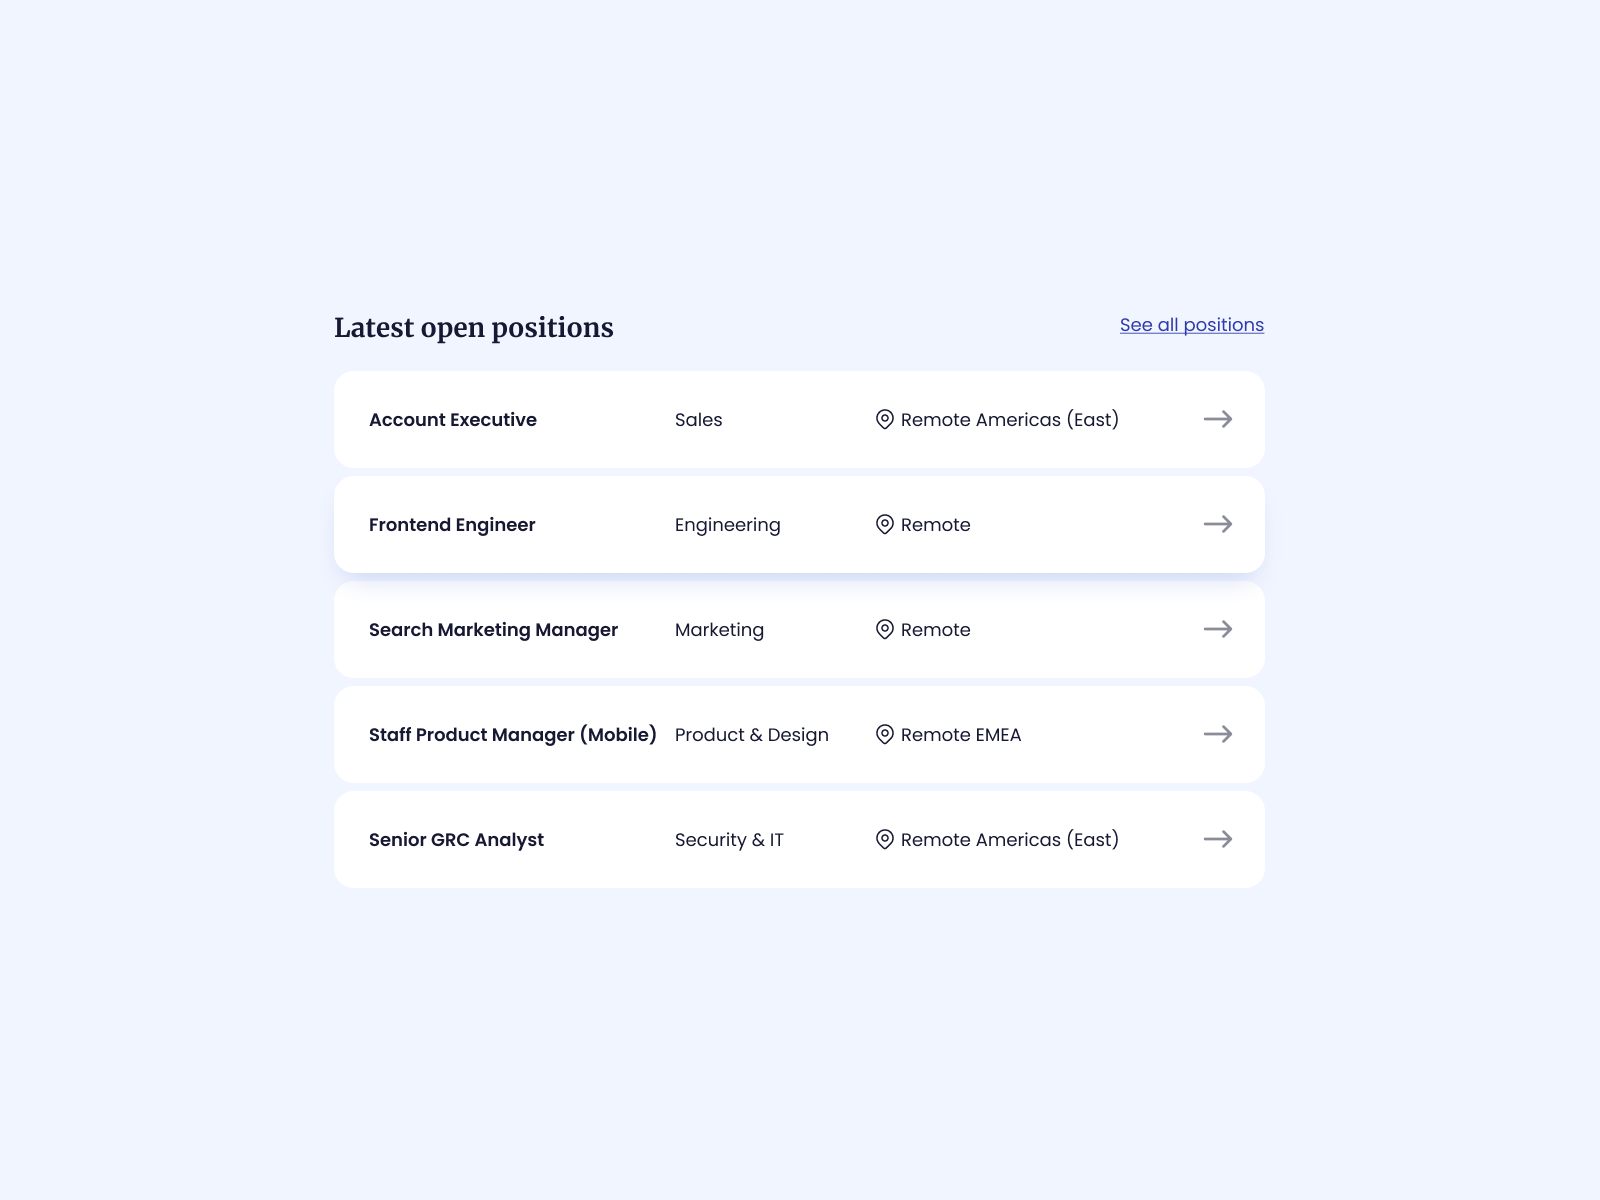 Latest open positions See all positions
Account Executive Sales Remote Americas (East)
Frontend Engineer Engineering Remote
Search Marketing Manager Marketing Remote
Staff Product Manager (Mobile) Product & Design Remote EMEA
Senior GRC Analyst Security & IT Remote Americas (East)